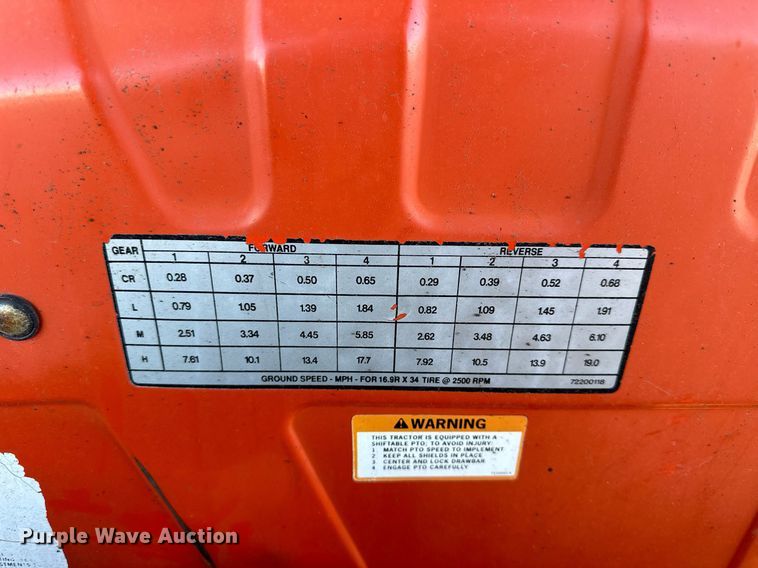 GEAR FORWARD REVERSE
1 2 3 4 1 2 3 4
CR 0.28 0.37 0.50 0.65 0.29 0.39 0.52 0.68
L 0.79 1.05 1.39 1.84 0.82 1.09 1.45 1.91
M 2.51 3.34 4.45 5.85 2.62 3.48 4.63 6.10
H 7.61 10.1 13.4 17.7 7.92 10.5 13.9 19.0
GROUND SPEED - MPH - FOR 16.9R X 34 TIRE @ 2500 RPM 72200118
WARNING
THIS TRACTOR IS EQUIPPED WITH A
SHIFTABLE PTO; TO AVOID INJURY:
1 MATCH PTO SPEED TO IMPLEMENT
2 KEEP ALL SHIELDS IN PLACE
3 CENTER AND LOCK DRAWBAR
4 ENGAGE PTO CAREFULLY
Purple Wave Auction